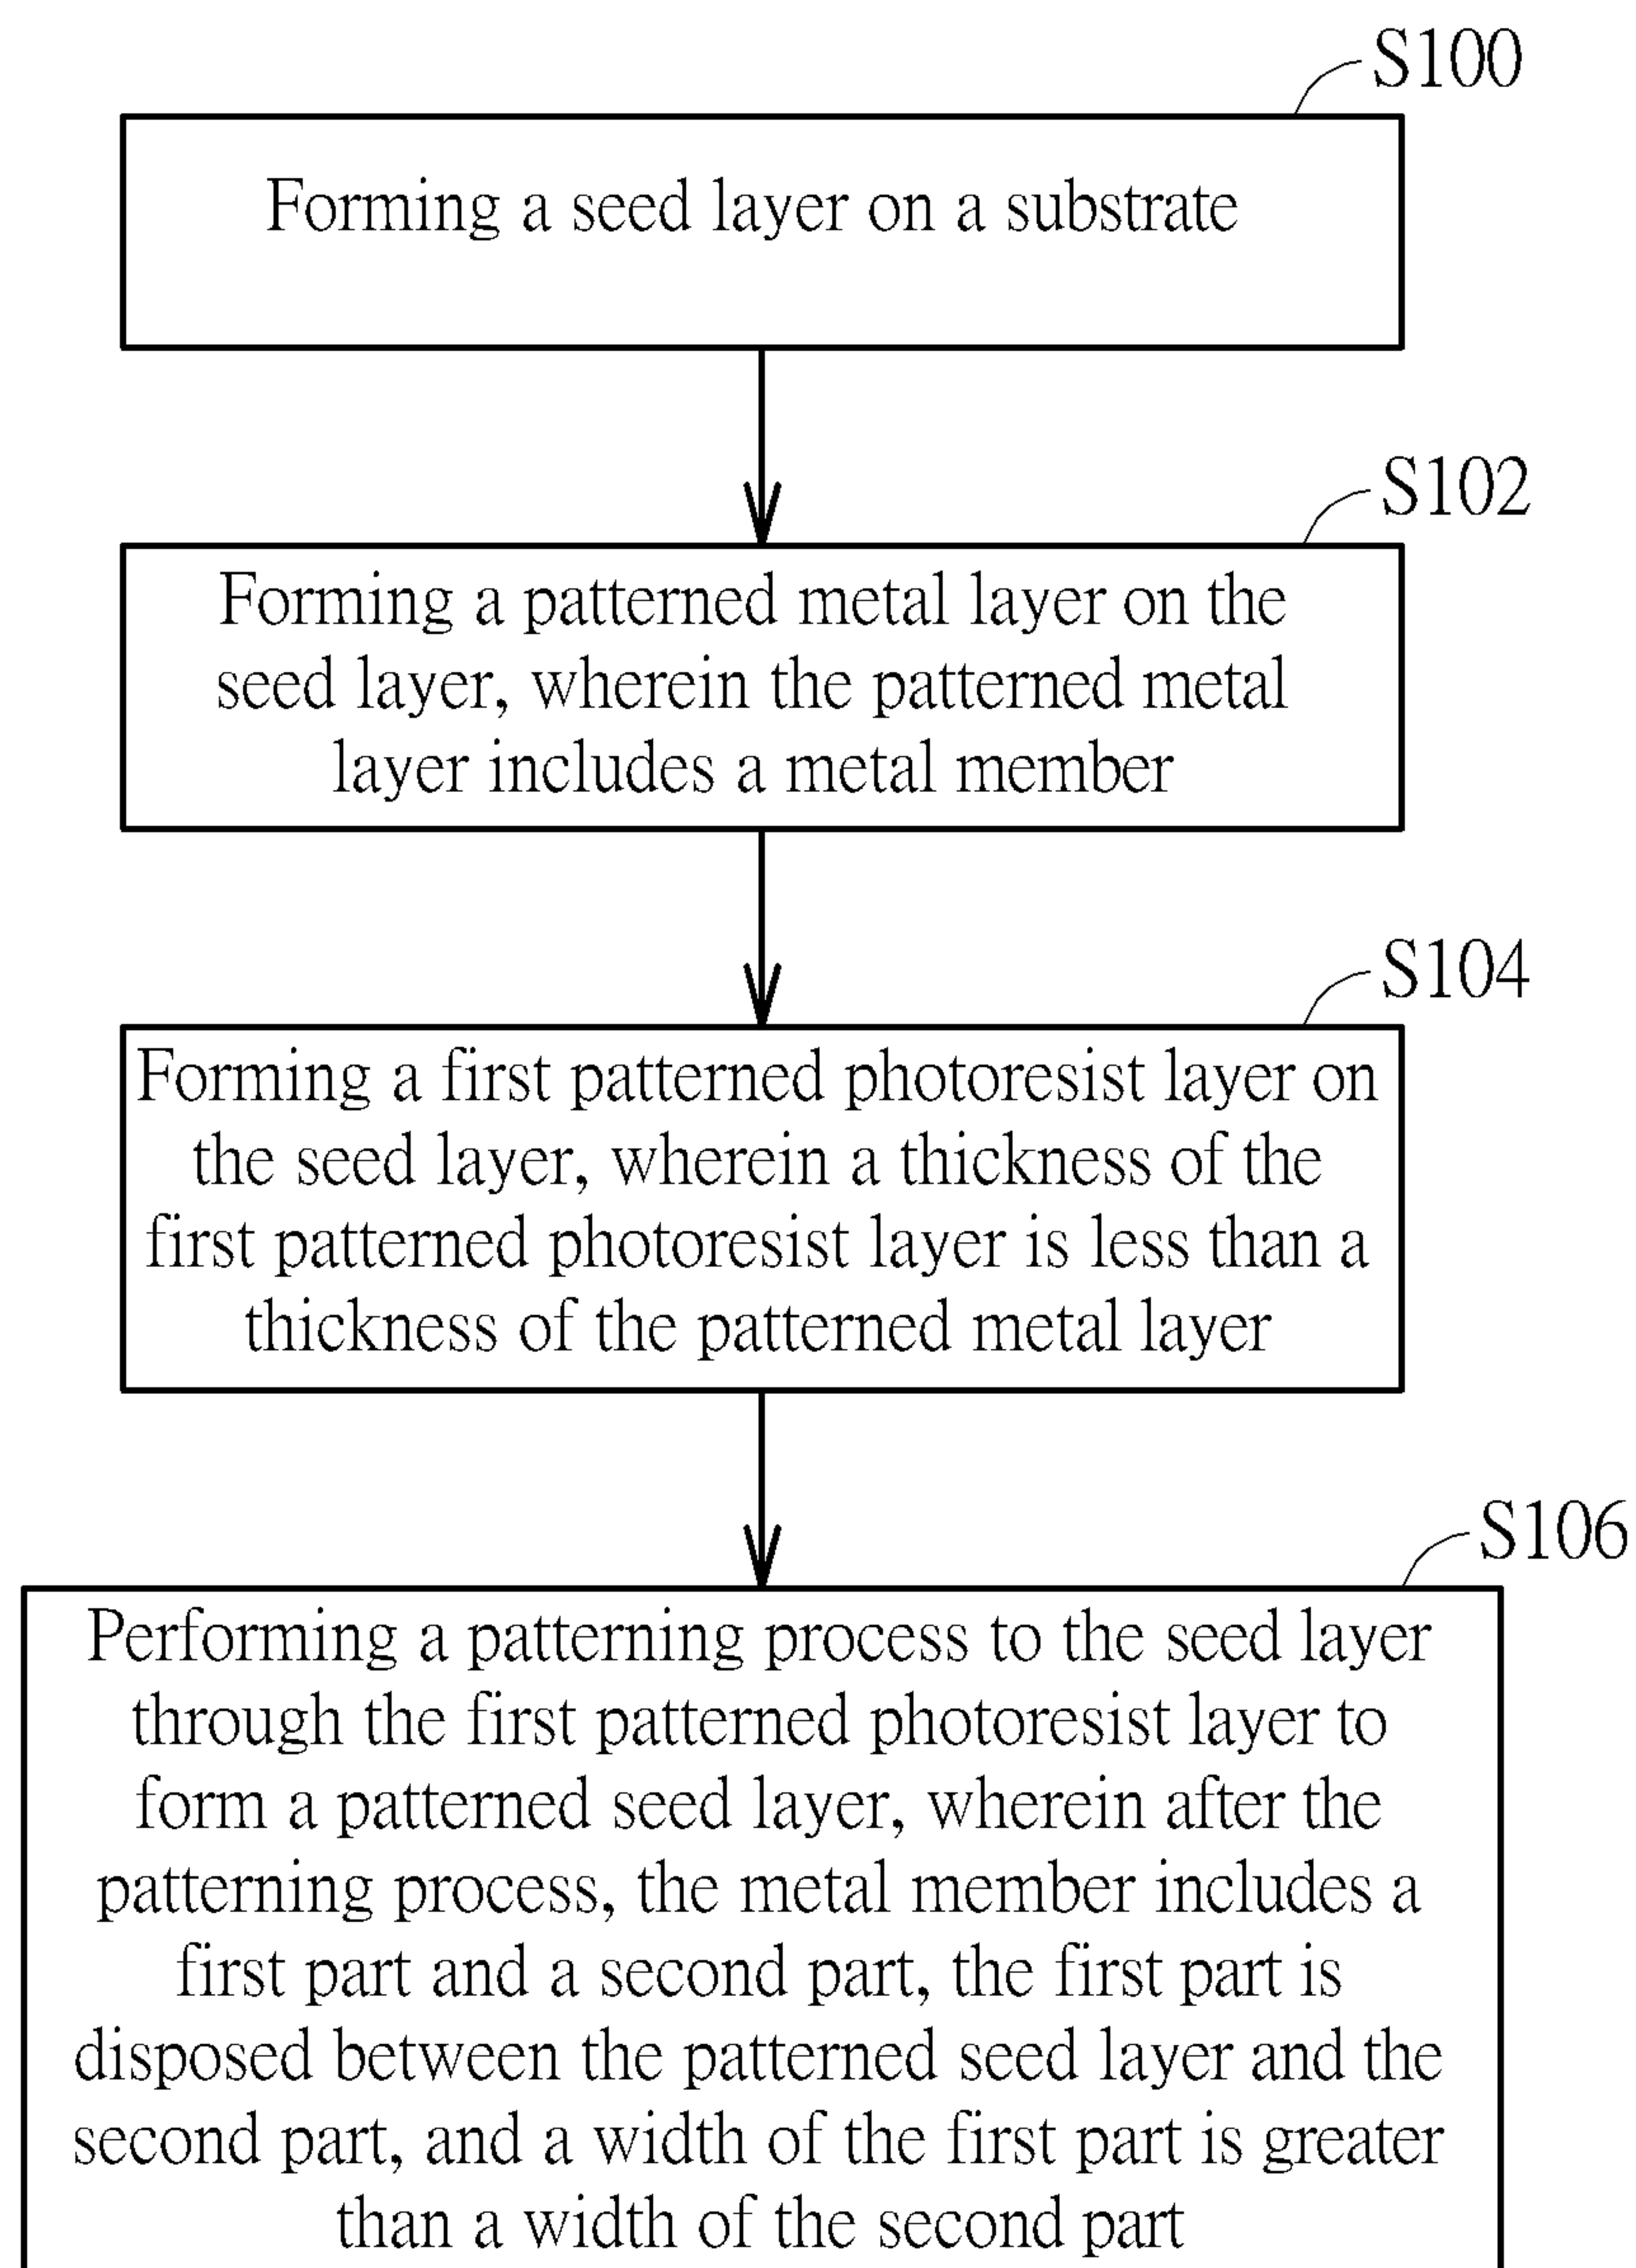 S100
Forming a seed layer on a substrate
S102
Forming a patterned metal layer on the
seed layer, wherein the patterned metal
layer includes a metal member
S104
Forming a first patterned photoresist layer on
the seed layer, wherein a thickness of the
first patterned photoresist layer is less than a
thickness of the patterned metal layer
S106
Performing a patterning process to the seed layer
through the first patterned photoresist layer to
form a patterned seed layer, wherein after the
patterning process, the metal member includes a
first part and a second part, the first part is
disposed between the patterned seed layer and the
second part, and a width of the first part is greater
than a width of the second part